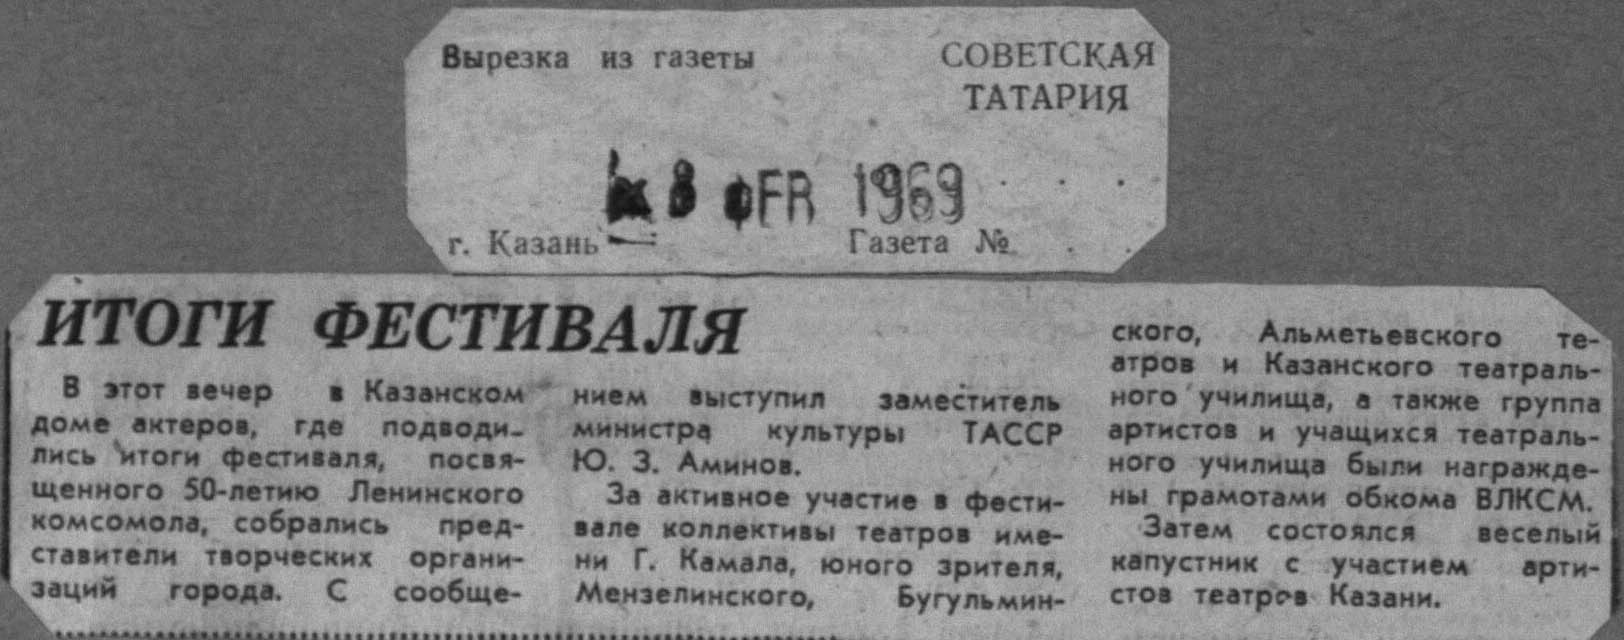 Вырезка из газеты
СОВЕТСКАЯ
ТАТАРИЯ
8 ФЕR 1969
г. Казань
Газета №
ИТОГИ ФЕСТИВАЛЯ
В этот вечер в Казанском
доме актеров, где подводи-
лись итоги фестиваля, посвя-
щенного 50-летию Ленинского
комсомола, собрались пред-
ставители творческих органи-
заций города. С сообще-
нием выступил заместитель
министра культуры ТАССР
Ю. З. Аминов.
За активное участие в фести-
вале коллективы театров име-
ни Г. Камала, юного зрителя,
Мензелинского, Бугульмин-
ского, Альметьевского те-
атров и Казанского театраль-
ного училища, а также группа
артистов и учащихся театраль-
ного училища были награжде-
ны грамотами обкома ВЛКСМ.
Затем состоялся веселый
капустник с участием арти-
стов театров Казани.